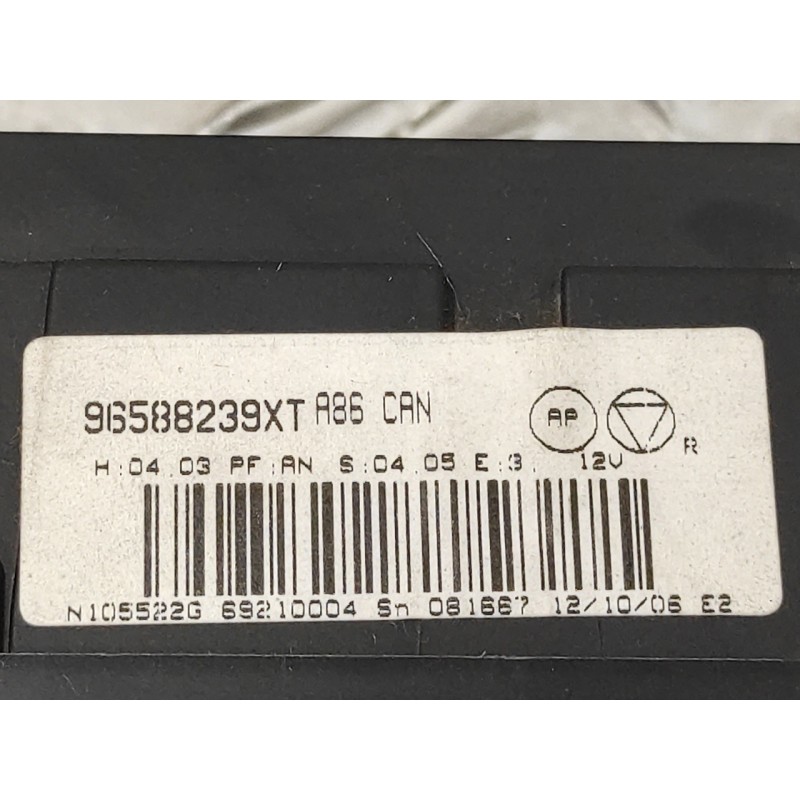 96588239XT A86 CAN
AP
R
H:04.03 PF:AN S:04.05 E:3. 12V
N105522G 69210004 Sn 081667 12/10/06 E2